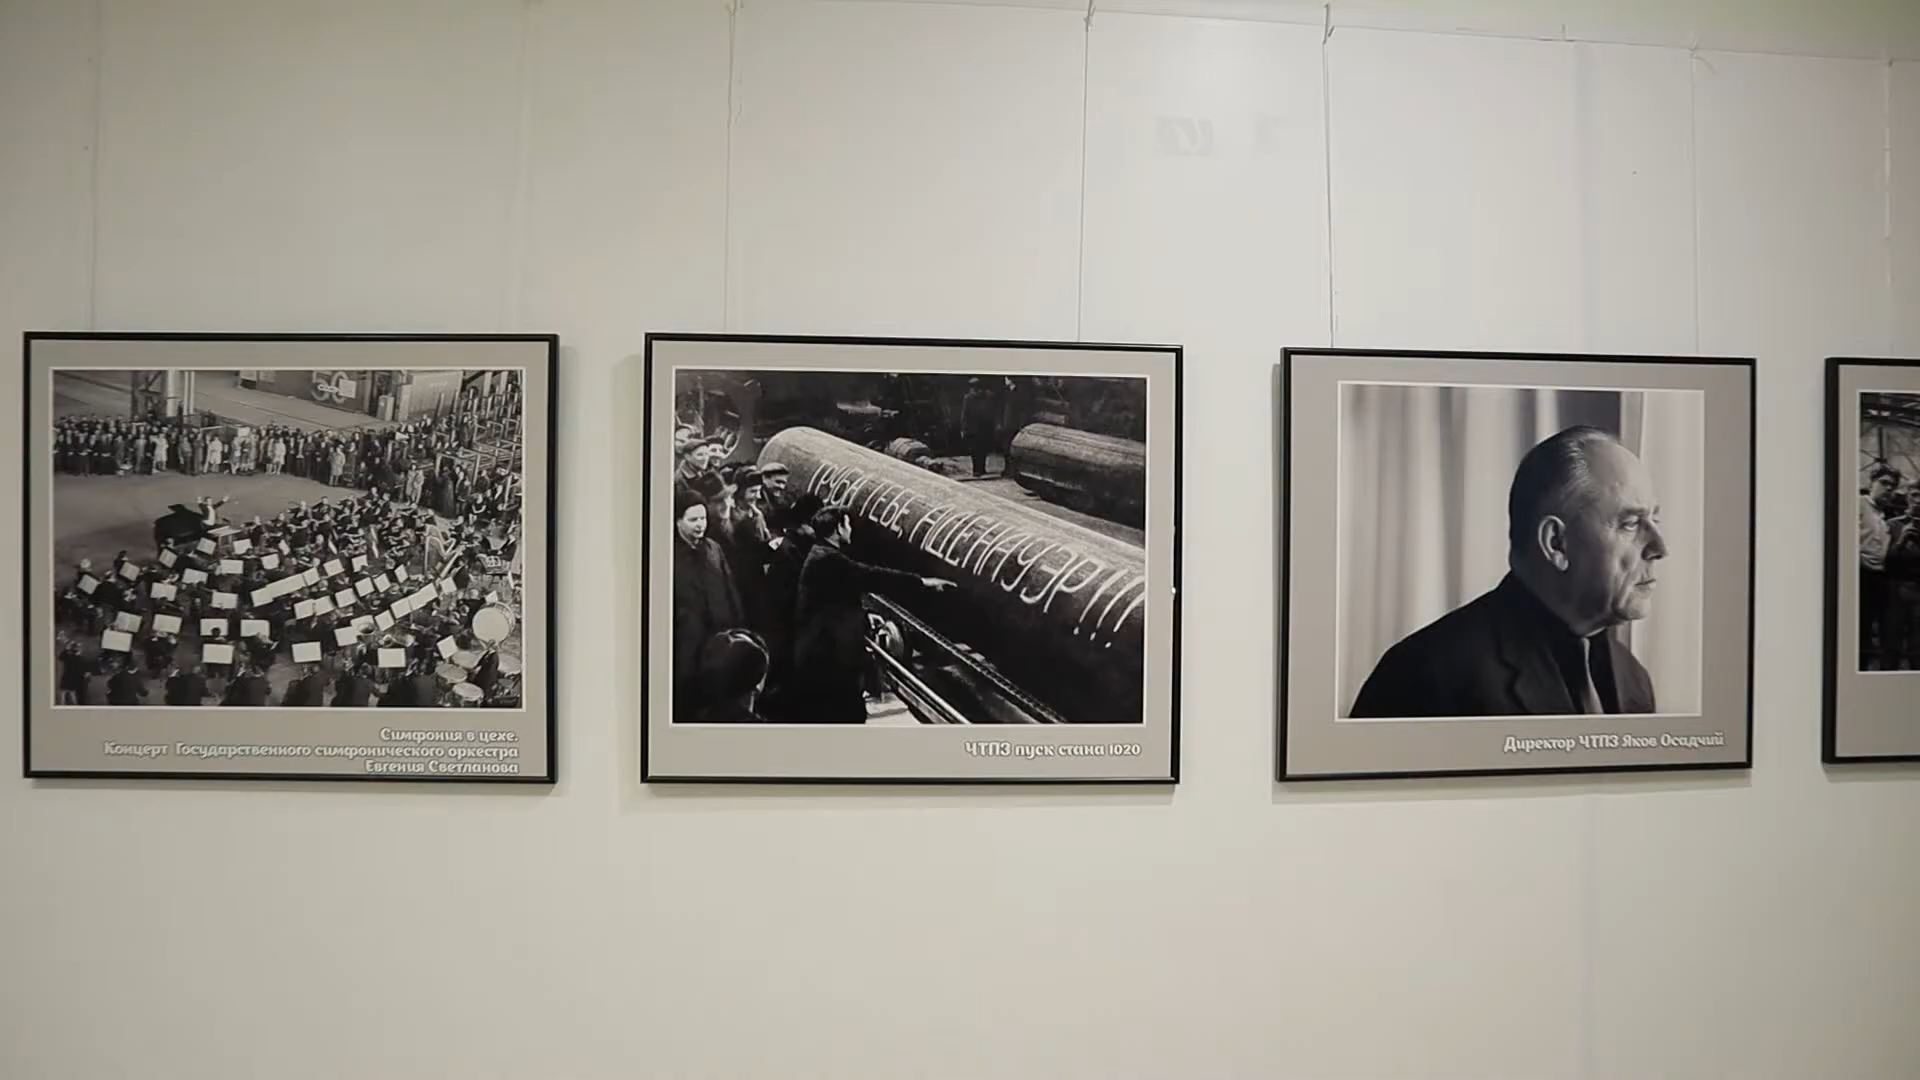 50
Симфония в цехе.
Концерт Государственного симфонического оркестра
Евгения Светланова
ТРУБА ТЕБЕ, АДЕНАУЭР!!!
ЧТПЗ пуск стана 1020
Директор ЧТПЗ Яков Осадчий